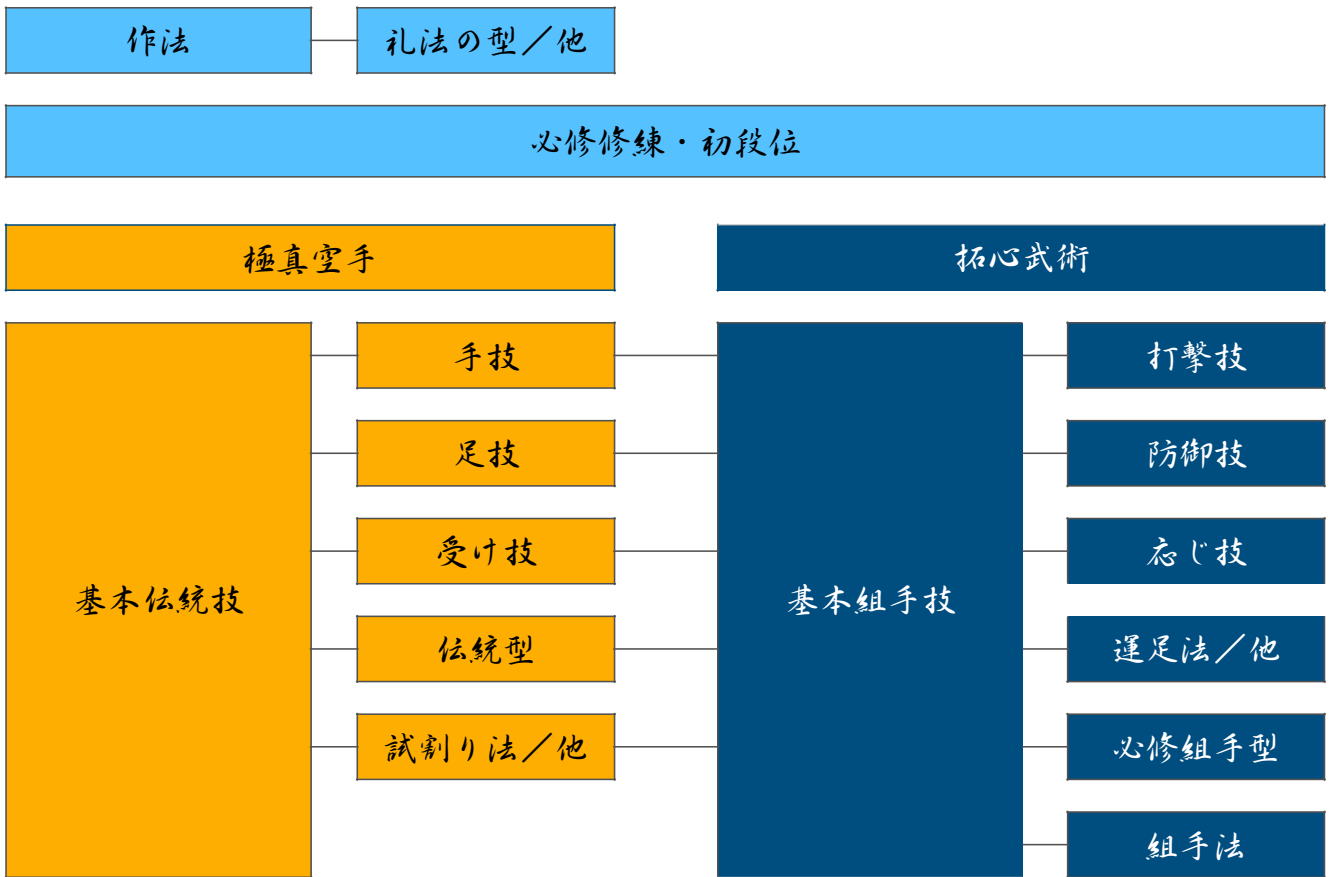 作法
礼法の型／他
必修修練・初段位
極真空手
拓心武術
基本伝統技
手技
足技
受け技
伝統型
試割り法／他
基本組手技
打撃技
防御技
応じ技
運足法／他
必修組手型
組手法